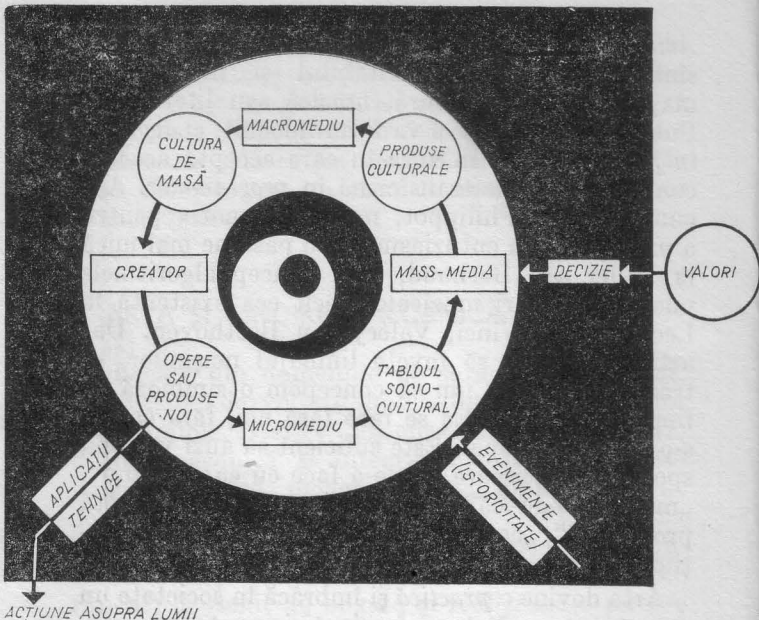 MACROMEDIU
CULTURA
DE
MASĂ
PRODUSE
CULTURALE
CREATOR
MASS-MEDIA
DECIZIE
VALORI
OPERE
SAU
PRODUSE
NOI
MICROMEDIU
TABLOUL
SOCIO-
CULTURAL
APLICAȚII
TEHNICE
EVENIMENTE
(ISTORICITATE)
ACTIUNE ASUPRA LUMII